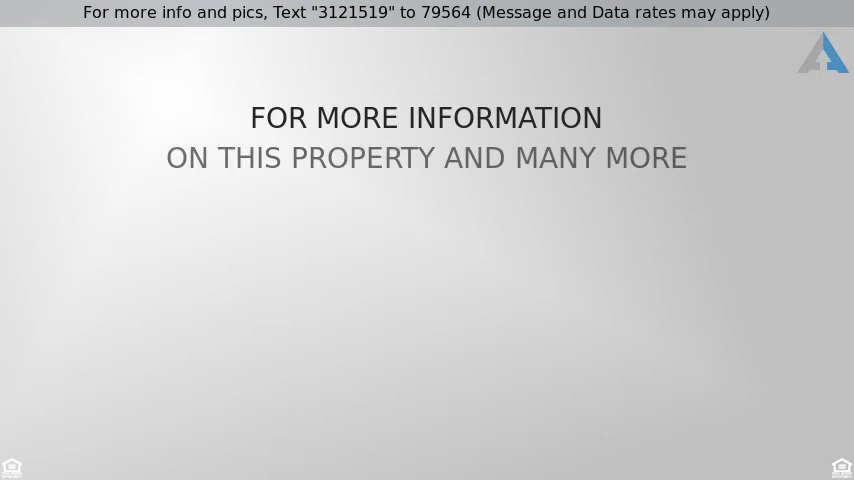 For more info and pics, Text "3121519" to 79564 (Message and Data rates may apply)
FOR MORE INFORMATION
ON THIS PROPERTY AND MANY MORE